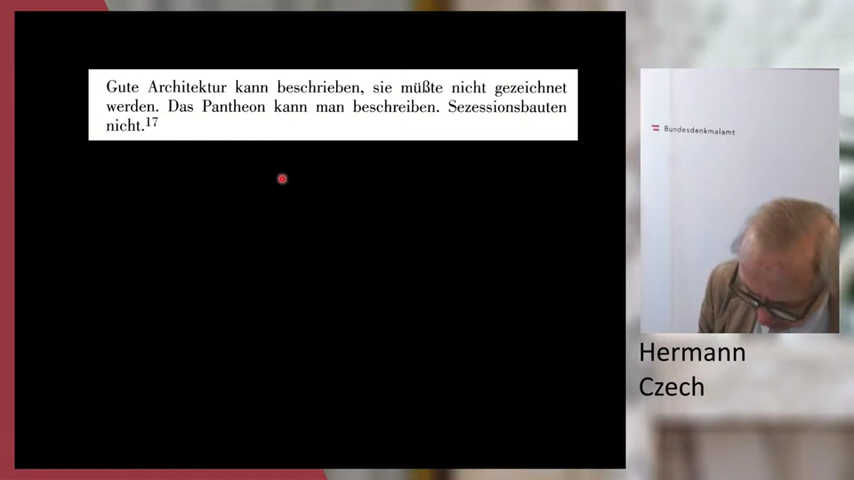 Gute Architektur kann beschrieben, sie müßte nicht gezeichnet
werden. Das Pantheon kann man beschreiben. Sezessionsbauten
nicht.17
Bundesdenkmalamt
Hermann
Czech